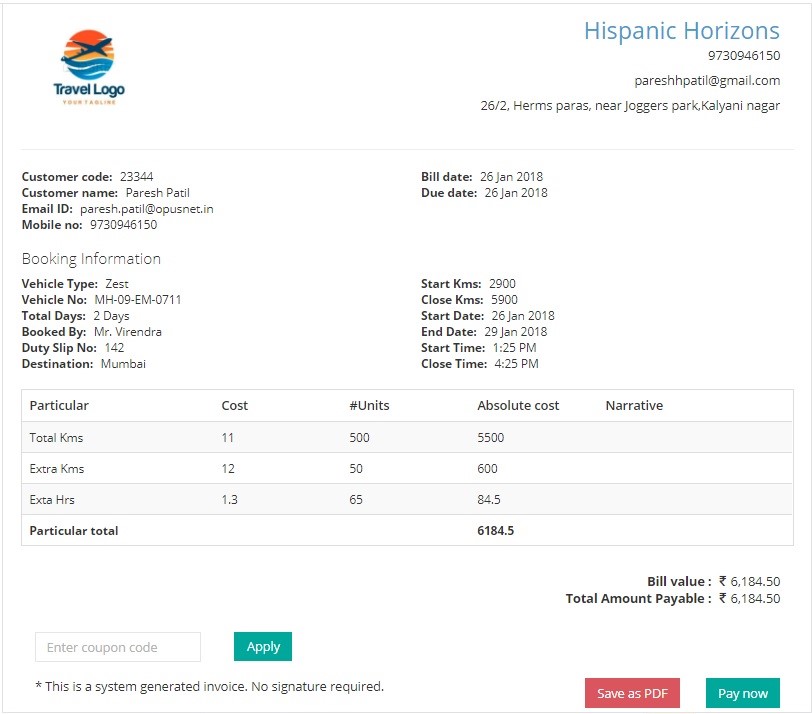 Travel Logo
YOUR TAGLINE
Hispanic Horizons
9730946150
pareshhpatil@gmail.com
26/2, Herms paras, near Joggers park,Kalyani nagar
Customer code: 23344
Customer name: Paresh Patil
Email ID: paresh.patil@opusnet.in
Mobile no: 9730946150
Bill date: 26 Jan 2018
Due date: 26 Jan 2018
Booking Information
Vehicle Type: Zest
Vehicle No: MH-09-EM-0711
Total Days: 2 Days
Booked By: Mr. Virendra
Duty Slip No: 142
Destination: Mumbai
Start Kms: 2900
Close Kms: 5900
Start Date: 26 Jan 2018
End Date: 29 Jan 2018
Start Time: 1:25 PM
Close Time: 4:25 PM
Particular Cost #Units Absolute cost Narrative
Total Kms 11 500 5500
Extra Kms 12 50 600
Exta Hrs 1.3 65 84.5
Particular total 6184.5
Bill value : ₹ 6,184.50
Total Amount Payable : ₹ 6,184.50
Enter coupon code Apply
* This is a system generated invoice. No signature required.
Save as PDF Pay now